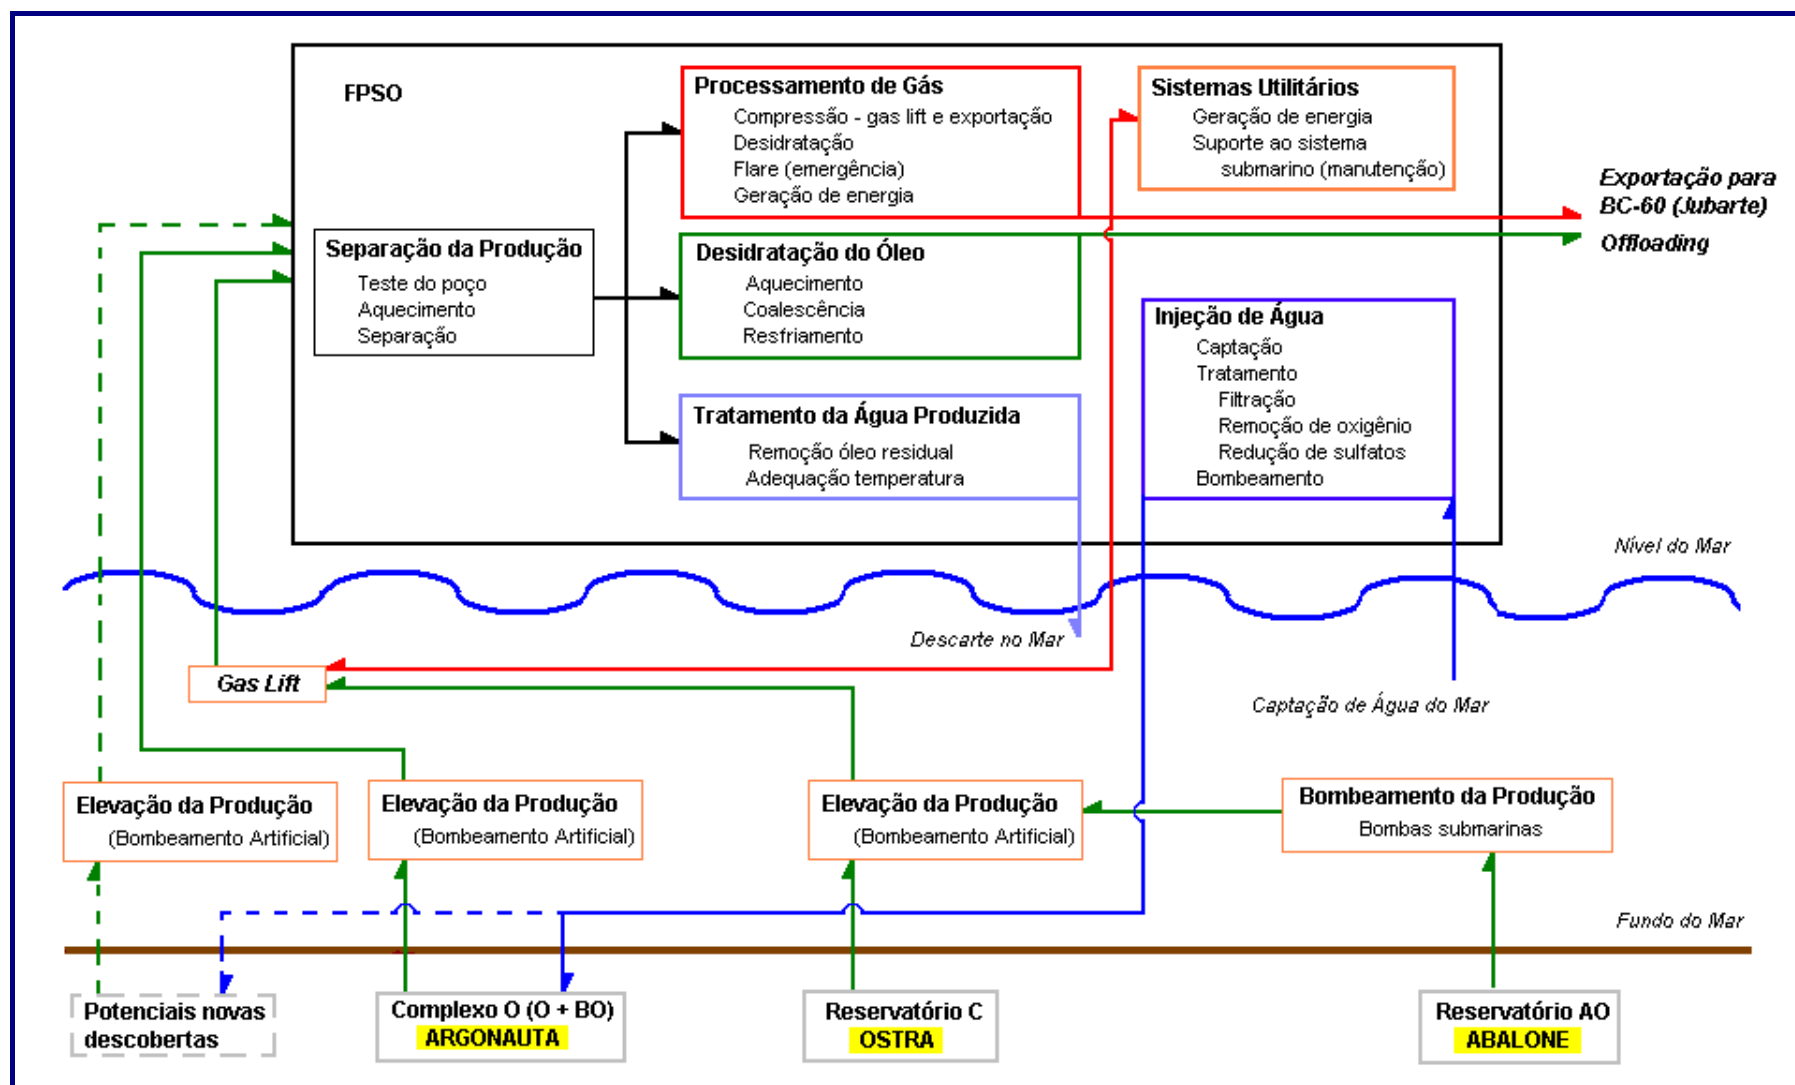 FPSO
Processamento de Gás
Compressão - gas lift e exportação
Desidratação
Flare (emergência)
Geração de energia
Sistemas Utilitários
Geração de energia
Suporte ao sistema
submarino (manutenção)
Exportação para
BC-60 (Jubarte)
Offloading
Separação da Produção
Teste do poço
Aquecimento
Separação
Desidratação do Óleo
Aquecimento
Coalescência
Resfriamento
Injeção de Água
Captação
Tratamento
Filtração
Remoção de oxigênio
Redução de sulfatos
Bombeamento
Tratamento da Água Produzida
Remoção óleo residual
Adequação temperatura
Nível do Mar
Descarte no Mar
Gas Lift
Captação de Água do Mar
Elevação da Produção
(Bombeamento Artificial)
Elevação da Produção
(Bombeamento Artificial)
Elevação da Produção
(Bombeamento Artificial)
Bombeamento da Produção
Bombas submarinas
Fundo do Mar
Potenciais novas
descobertas
Complexo O (O + BO)
ARGONAUTA
Reservatório C
OSTRA
Reservatório AO
ABALONE